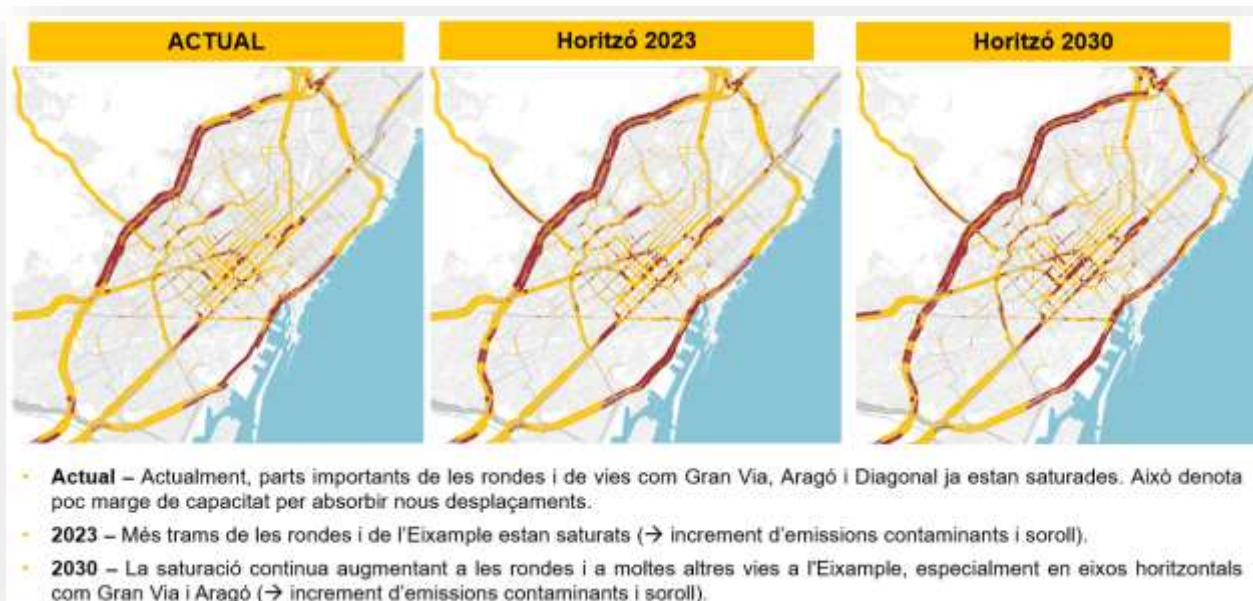 ACTUAL
Horitzó 2023
Horitzó 2030
• Actual – Actualment, parts importants de les rondes i de vies com Gran Via, Aragó i Diagonal ja estan saturades. Això denota
poc marge de capacitat per absorbir nous desplaçaments.
• 2023 – Més trams de les rondes i de l'Eixample estan saturats (→ increment d'emissions contaminants i soroll).
• 2030 – La saturació continua augmentant a les rondes i a moltes altres vies a l'Eixample, especialment en eixos horitzontals
com Gran Via i Aragó (→ increment d'emissions contaminants i soroll).